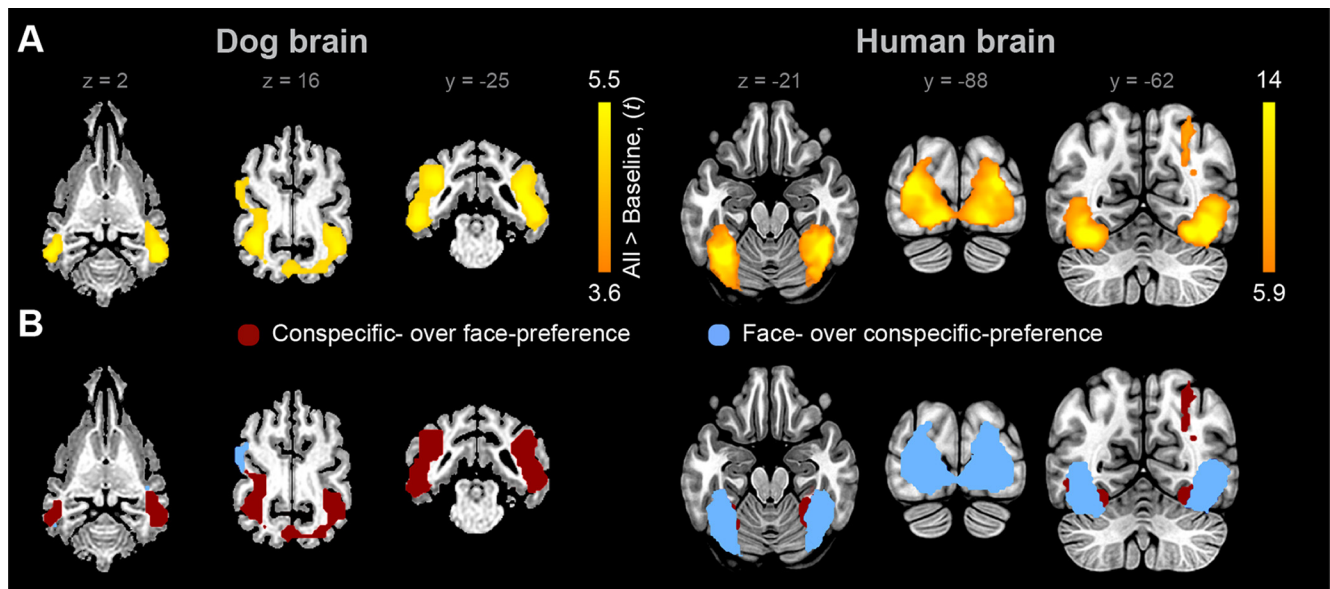 A
Dog brain
Human brain
z = 2
z = 16
y = -25
5.5
All > Baseline, (t)
3.6
z = -21
y = -88
y = -62
14
5.9
B
Conspecific- over face-preference
Face- over conspecific-preference